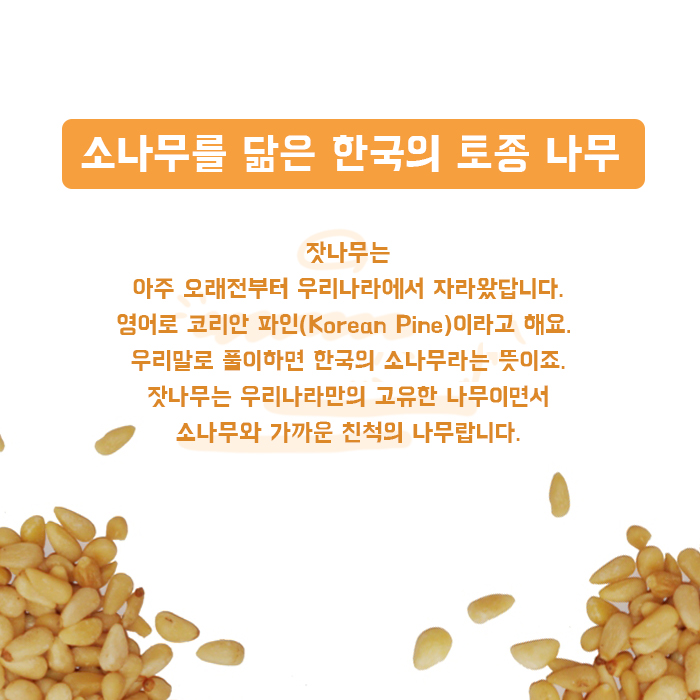 소나무를 닮은 한국의 토종 나무
잣나무는
아주 오래전부터 우리나라에서 자라왔답니다.
영어로 코리안 파인(Korean Pine)이라고 해요.
우리말로 풀이하면 한국의 소나무라는 뜻이죠.
잣나무는 우리나라만의 고유한 나무이면서
소나무와 가까운 친척의 나무랍니다.